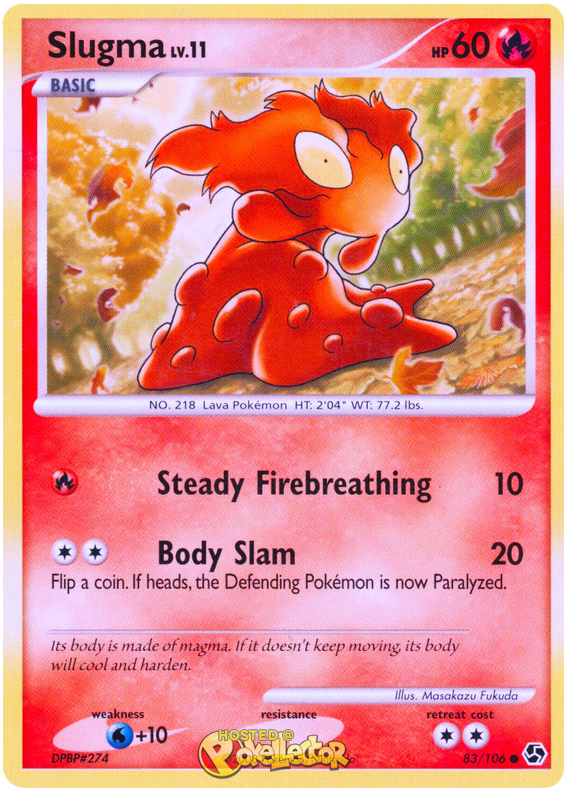 Slugma LV.11
HP 60
BASIC
NO. 218 Lava Pokémon HT: 2'04" WT: 77.2 lbs.
Steady Firebreathing 10
Body Slam 20
Flip a coin. If heads, the Defending Pokémon is now Paralyzed.
Its body is made of magma. If it doesn't keep moving, its body
will cool and harden.
Illus. Masakazu Fukuda
weakness resistance retreat cost
+10
DPBP#274
HOSTED @
Pokellector
83/106